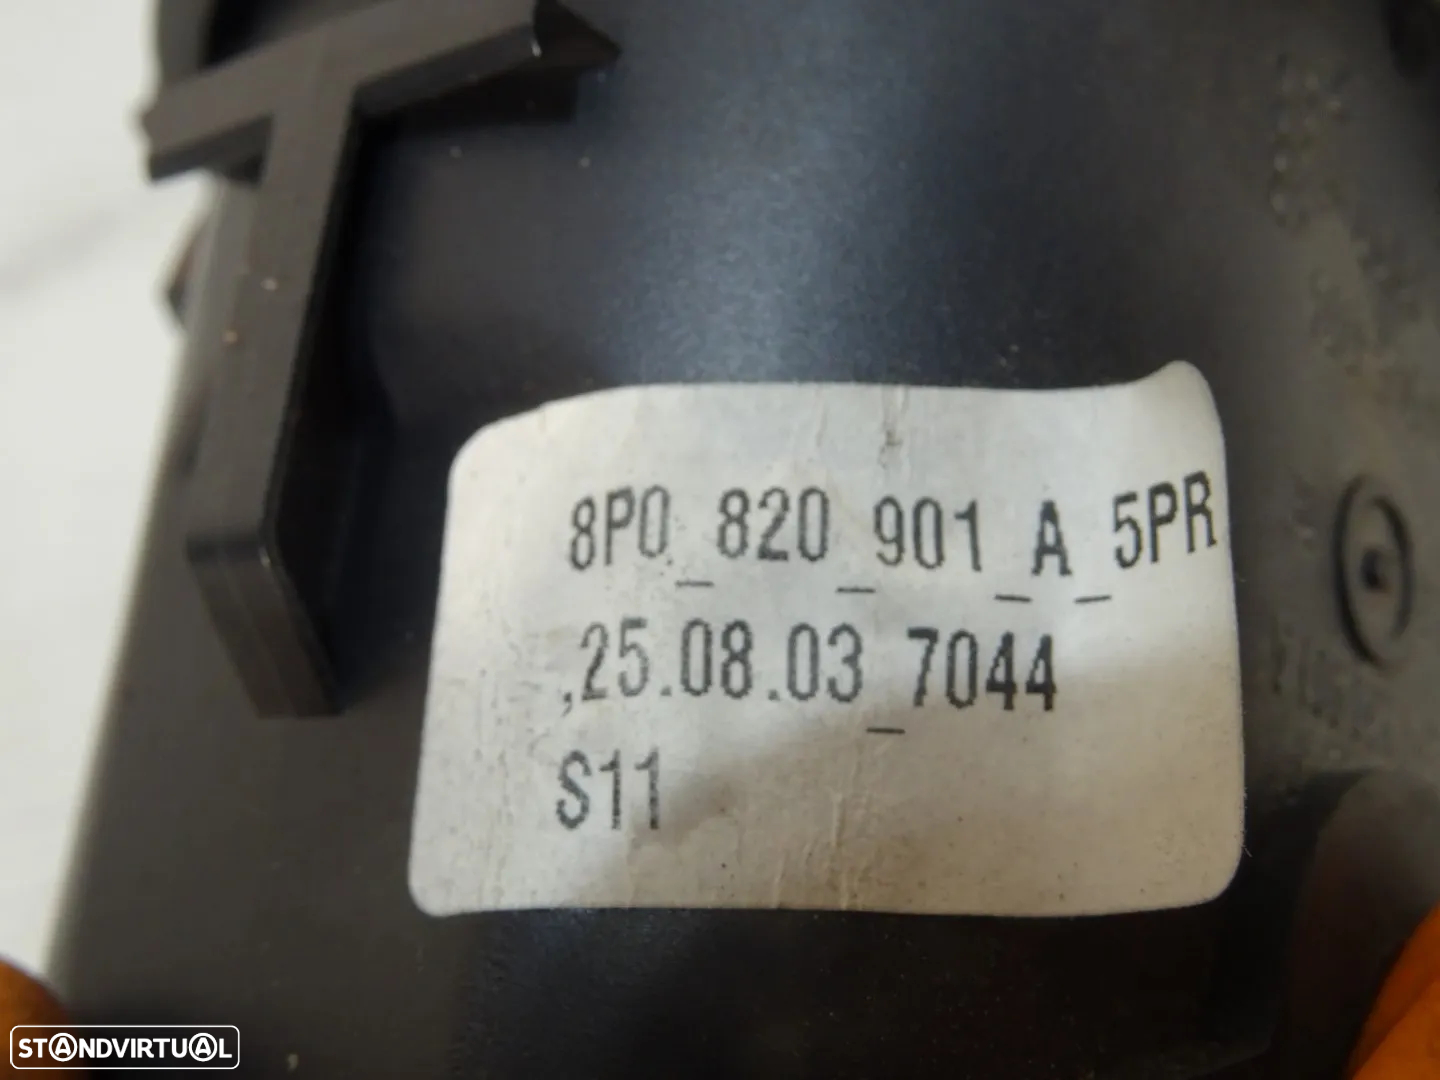 8P0_820_901_A_5PR
,25.08.03_7044
S11
STANDVIRTUAL